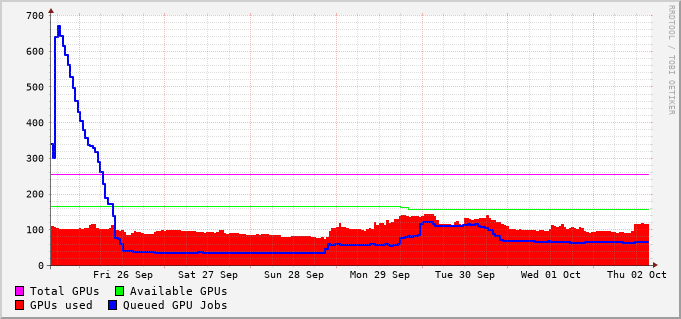 700
600
500
400
300
200
100
0
Fri 26 Sep Sat 27 Sep Sun 28 Sep Mon 29 Sep Tue 30 Sep Wed 01 Oct Thu 02 Oct
Total GPUs Available GPUs
GPUs used Queued GPU Jobs
RRDTOOL / TOBI OETIKER